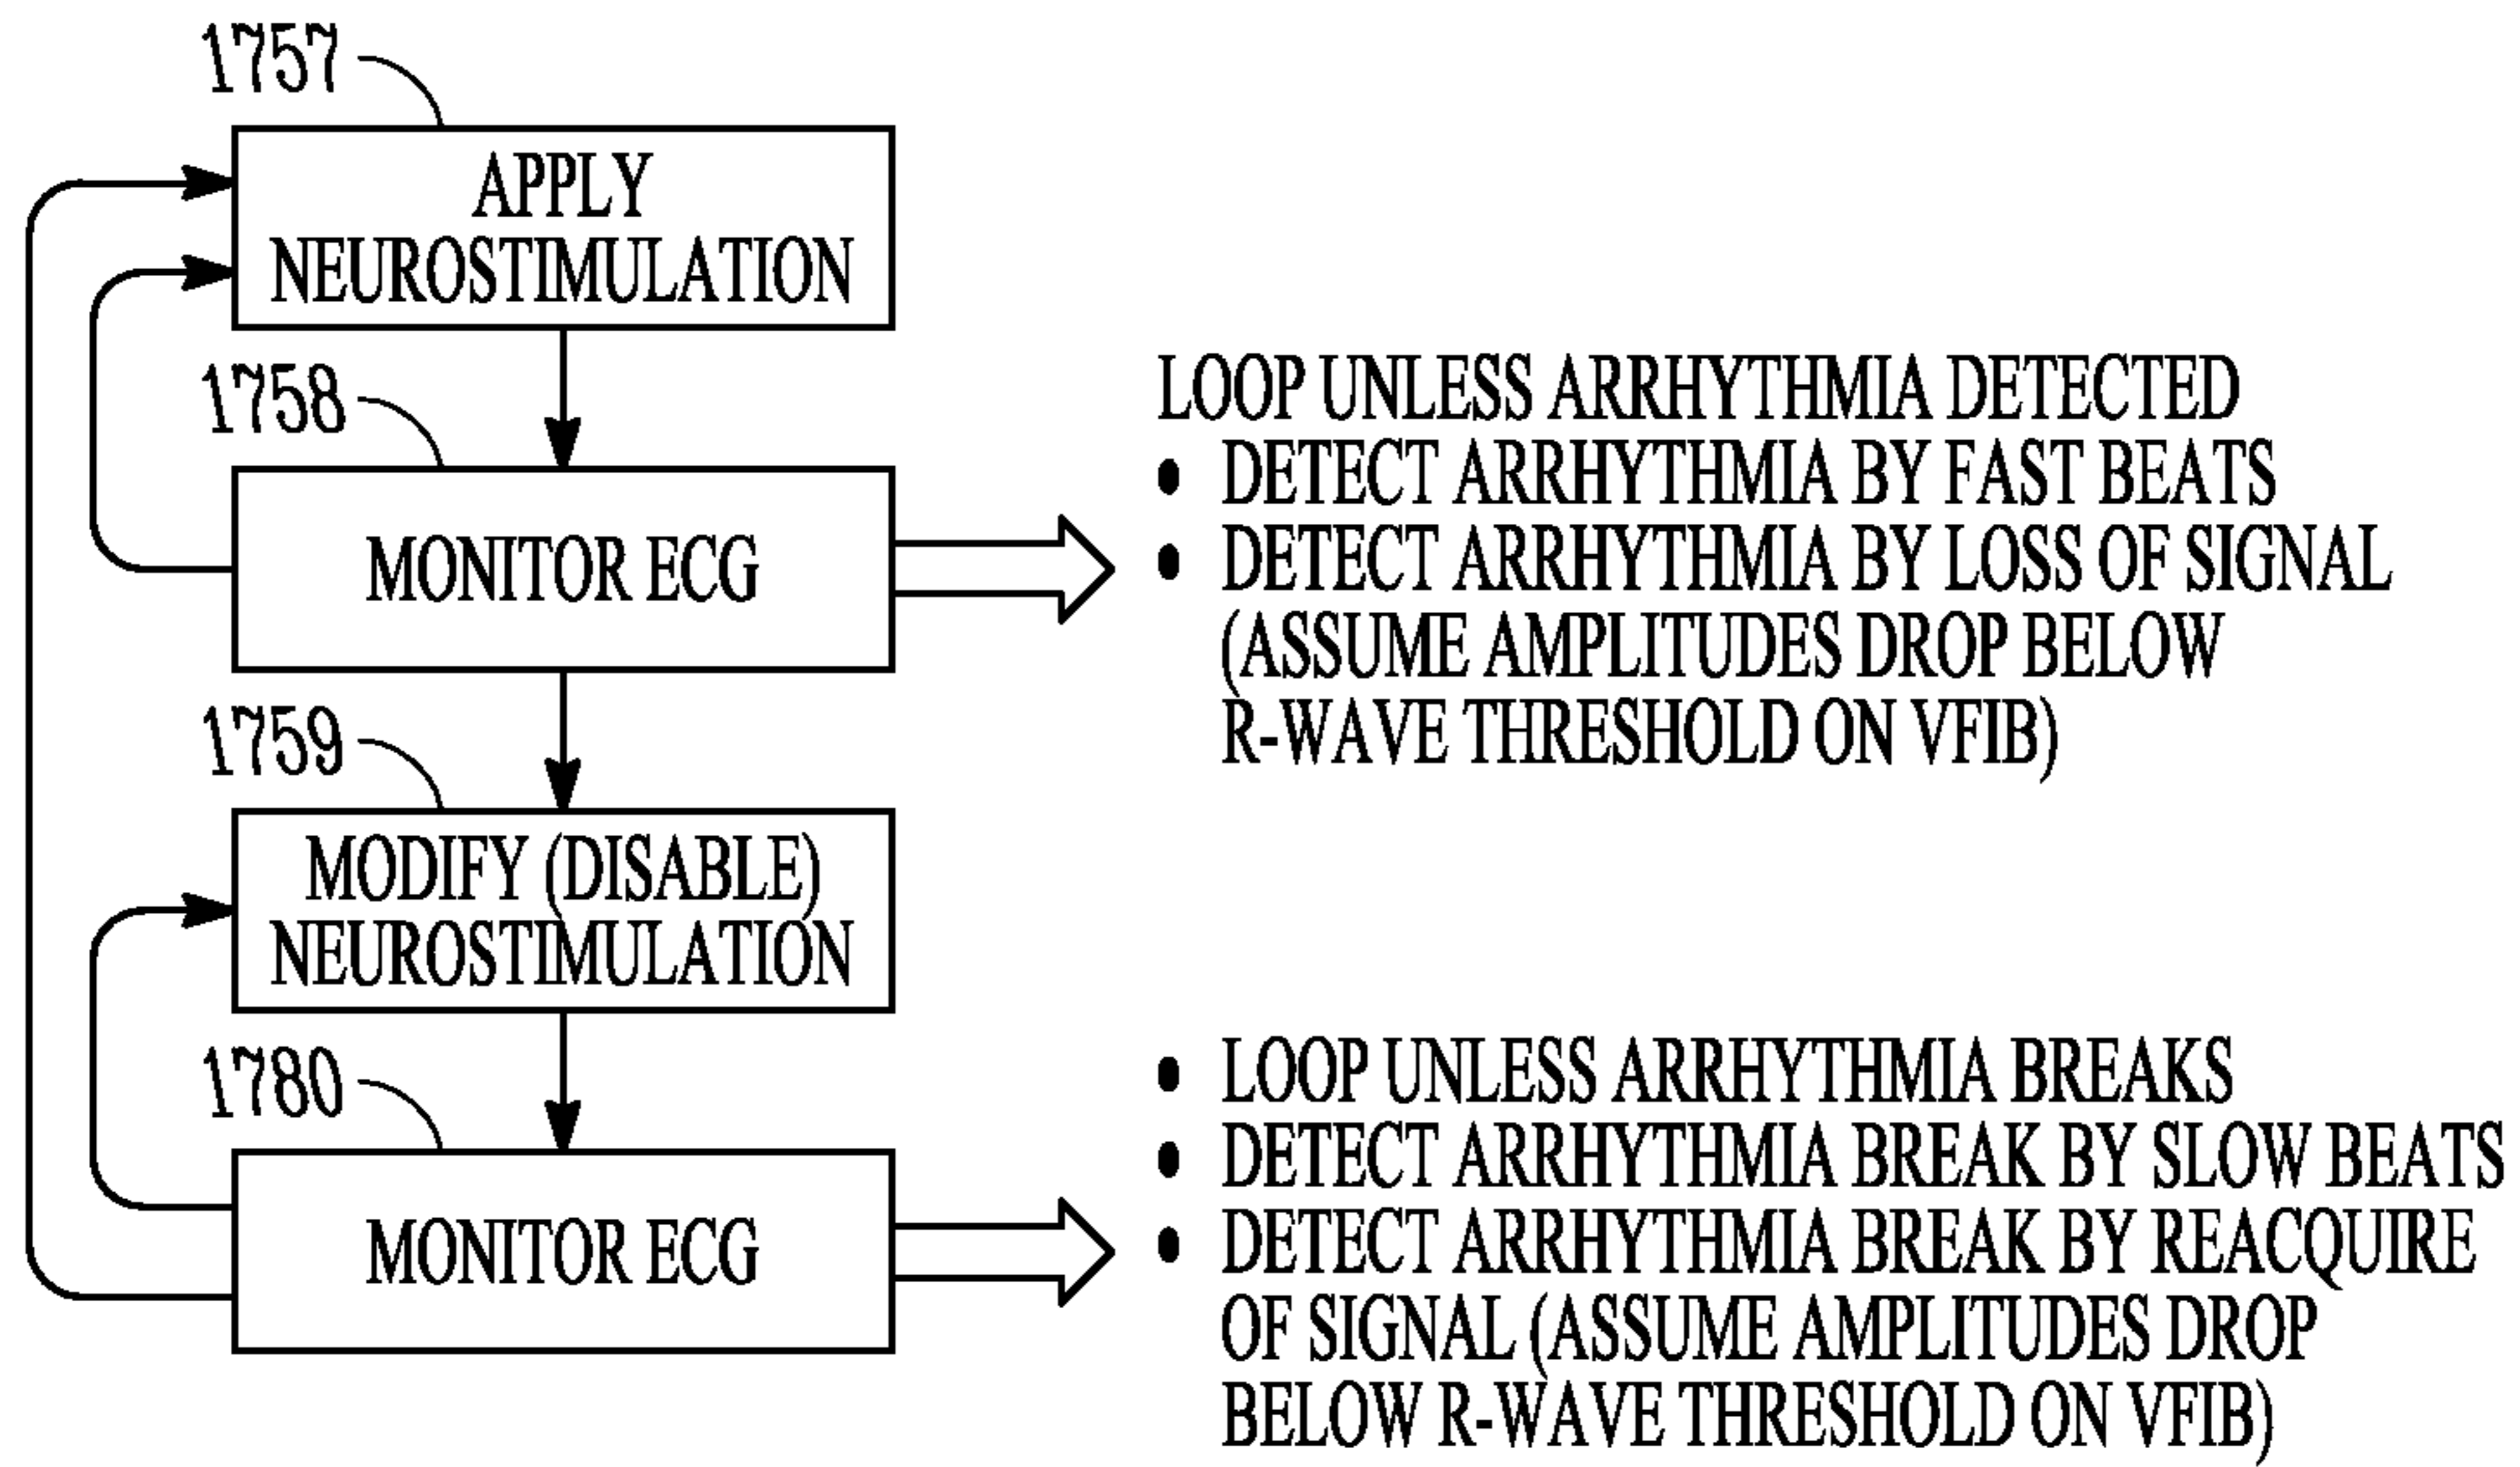 1757
APPLY
NEUROSTIMULATION
1758
MONITOR ECG
LOOP UNLESS ARRHYTHMIA DETECTED
• DETECT ARRHYTHMIA BY FAST BEATS
• DETECT ARRHYTHMIA BY LOSS OF SIGNAL
(ASSUME AMPLITUDES DROP BELOW
R-WAVE THRESHOLD ON VFIB)
1759
MODIFY (DISABLE)
NEUROSTIMULATION
1780
MONITOR ECG
• LOOP UNLESS ARRHYTHMIA BREAKS
• DETECT ARRHYTHMIA BREAK BY SLOW BEATS
• DETECT ARRHYTHMIA BREAK BY REACQUIRE
OF SIGNAL (ASSUME AMPLITUDES DROP
BELOW R-WAVE THRESHOLD ON VFIB)